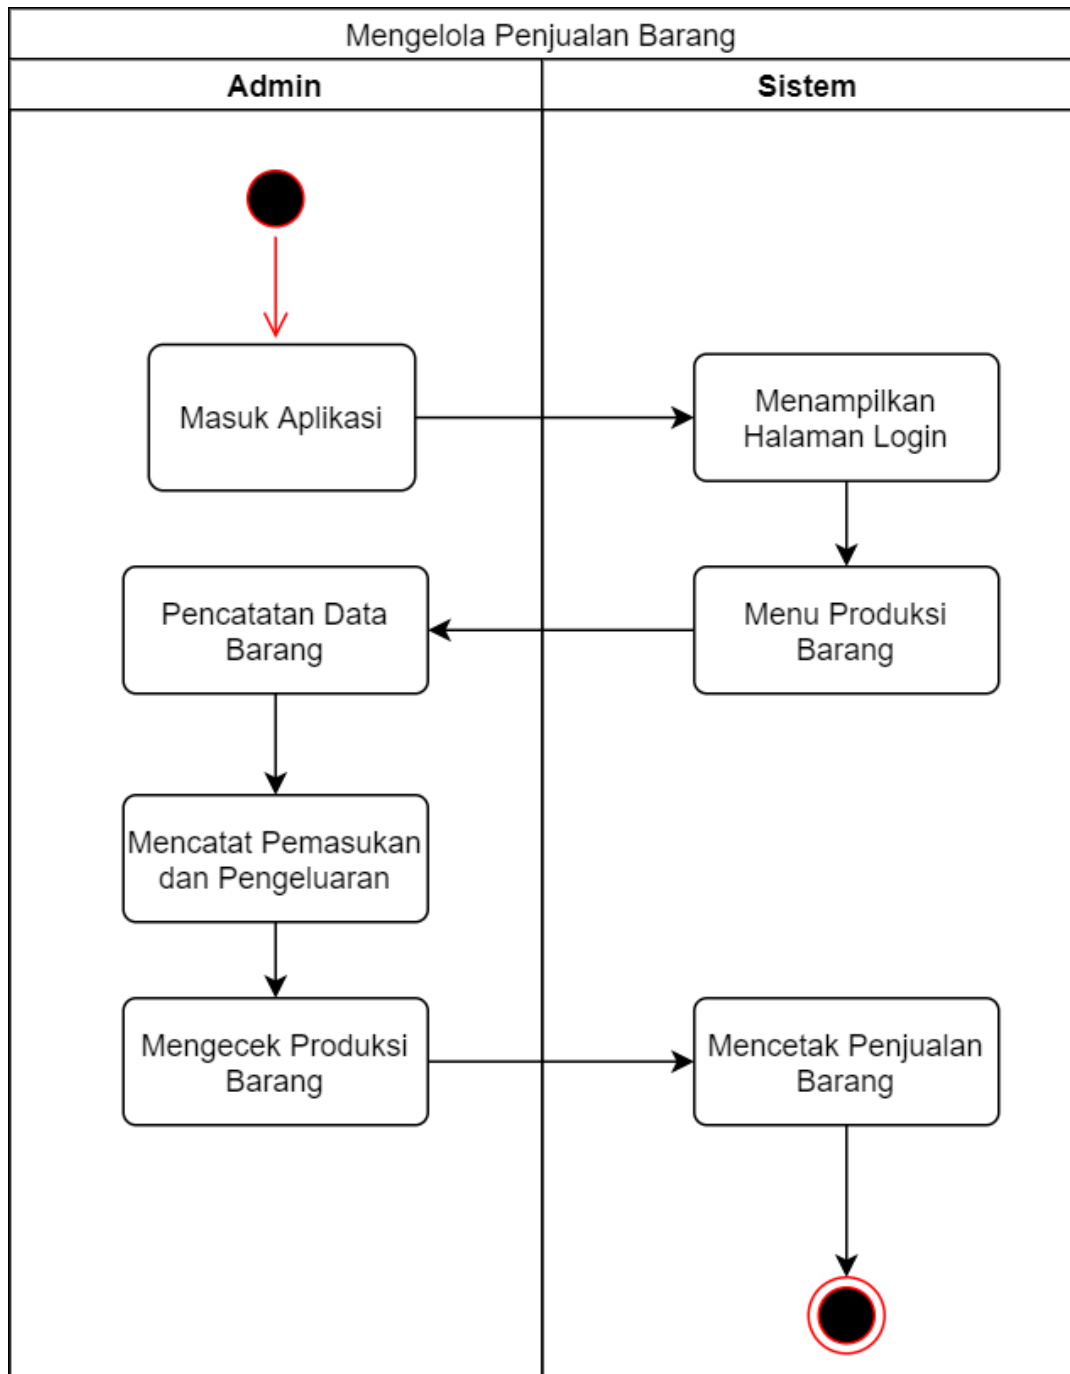 Mengelola Penjualan Barang
Admin
Sistem
Masuk Aplikasi
Menampilkan
Halaman Login
Pencatatan Data
Barang
Menu Produksi
Barang
Mencatat Pemasukan
dan Pengeluaran
Mengecek Produksi
Barang
Mencetak Penjualan
Barang